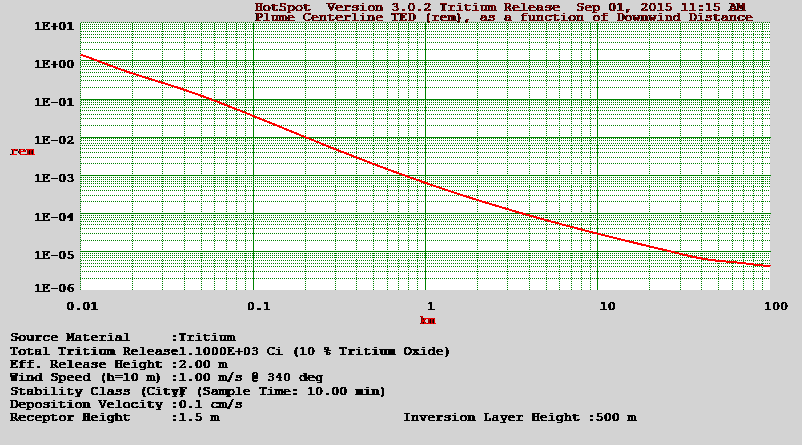 HotSpot Version 3.0.2 Tritium Release Sep 01, 2015 11:15 AM
Plume Centerline TED (rem), as a function of Downwind Distance
1E+01
1E+00
1E-01
1E-02
rem
1E-03
1E-04
1E-05
1E-06
0.01 0.1 1 10 100
km
Source Material :Tritium
Total Tritium Release1.1000E+03 Ci (10 % Tritium Oxide)
Eff. Release Height :2.00 m
Wind Speed (h=10 m) :1.00 m/s @ 340 deg
Stability Class (City)F (Sample Time: 10.00 min)
Deposition Velocity :0.1 cm/s
Receptor Height :1.5 m Inversion Layer Height :500 m